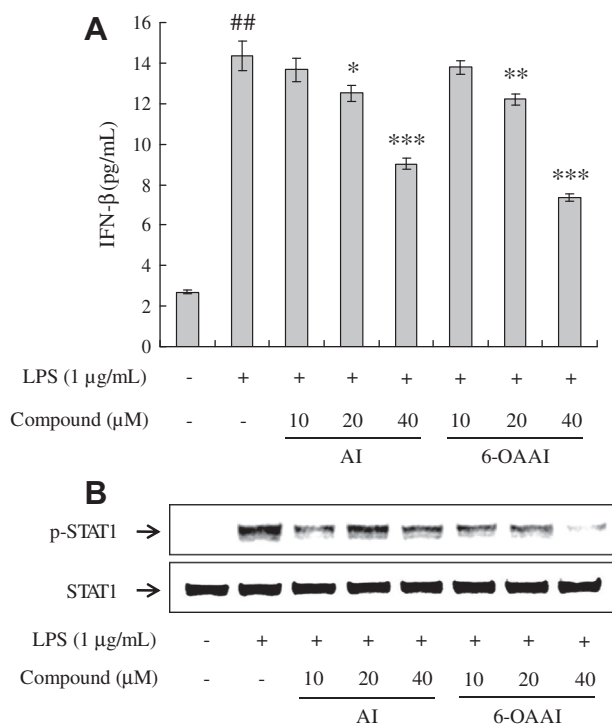 A
16
14
12
10
8
6
4
2
0
IFN-β(pg/mL)
##
*
***
**
***
LPS (1 µg/mL) - + + + + + + +
Compound (µM) - - 10 20 40 10 20 40
AI 6-OAAI
B
p-STAT1
STAT1
LPS (1 µg/mL) - + + + + + + +
Compound (µM) - - 10 20 40 10 20 40
AI 6-OAAI